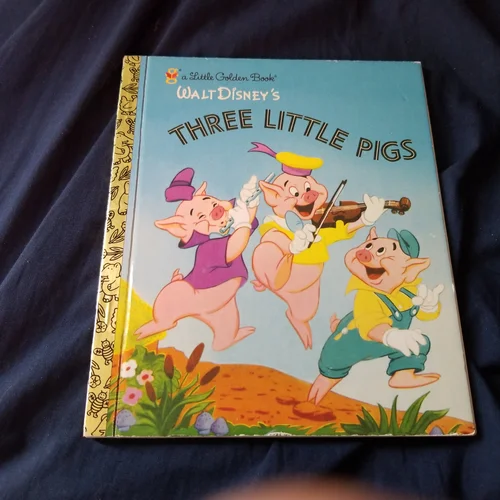 a Little Golden Book®
WALT DISNEY'S
THREE LITTLE PIGS